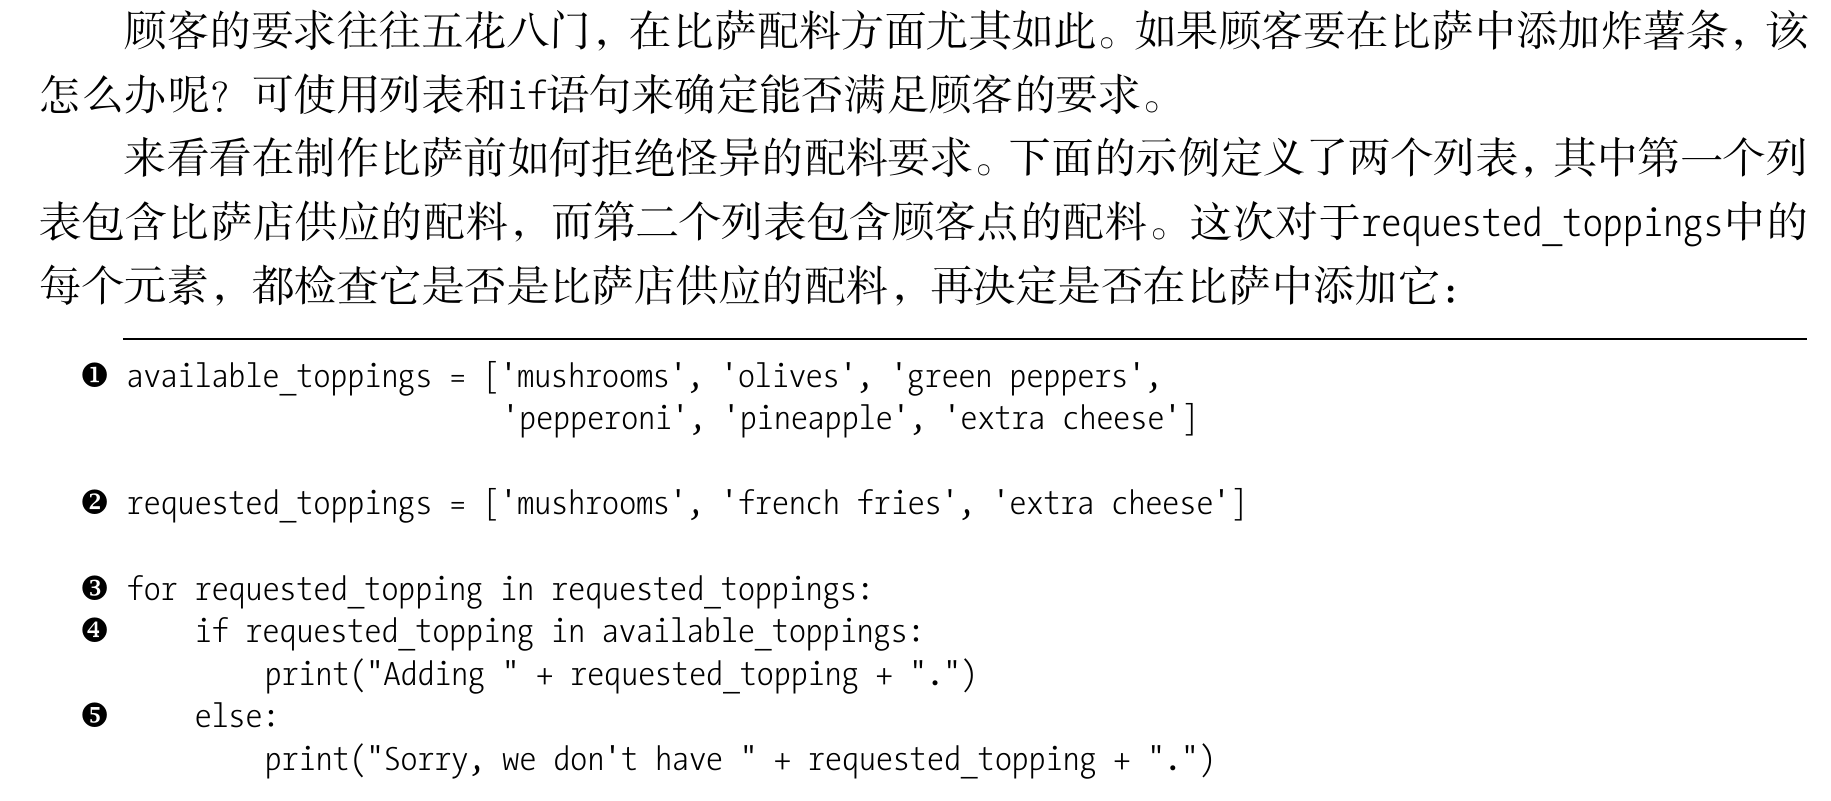 顾客的要求往往五花八门，在比萨配料方面尤其如此。如果顾客要在比萨中添加炸薯条，该
怎么办呢？可使用列表和if语句来确定能否满足顾客的要求。
来看看在制作比萨前如何拒绝怪异的配料要求。下面的示例定义了两个列表，其中第一个列
表包含比萨店供应的配料，而第二个列表包含顾客点的配料。这次对于requested_toppings中的
每个元素，都检查它是否是比萨店供应的配料，再决定是否在比萨中添加它：
❶ available_toppings = ['mushrooms', 'olives', 'green peppers',
                      'pepperoni', 'pineapple', 'extra cheese']
❷ requested_toppings = ['mushrooms', 'french fries', 'extra cheese']
❸ for requested_topping in requested_toppings:
❹     if requested_topping in available_toppings:
          print("Adding " + requested_topping + ".")
❺     else:
          print("Sorry, we don't have " + requested_topping + ".")